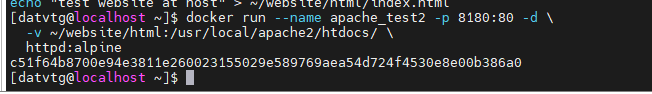 echo "test website at host" > ~/website/html/index.html
[datvtg@localhost ~]$ docker run --name apache_test2 -p 8180:80 -d \
-v ~/website/html:/usr/local/apache2/htdocs/ \
httpd:alpine
c51f64b8700e94e3811e260023155029e589769aea54d724f4530e8e00b386a0
[datvtg@localhost ~]$